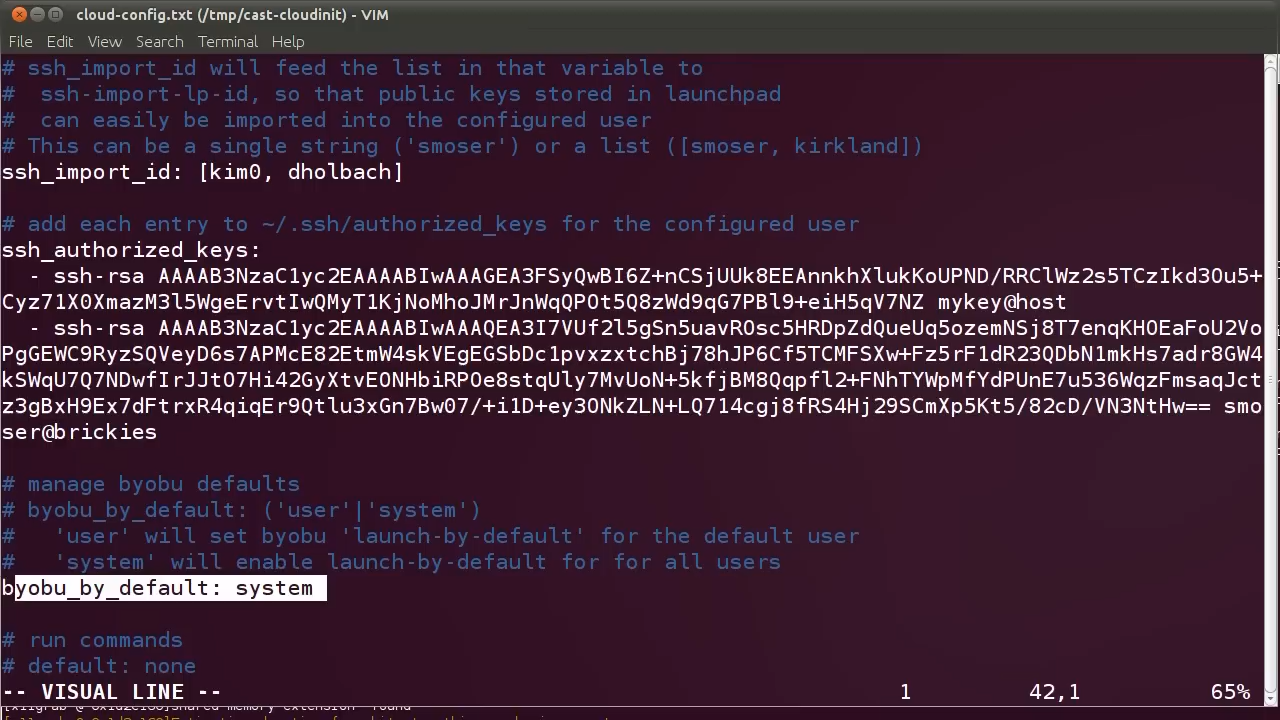 cloud-config.txt (/tmp/cast-cloudinit) - VIM
File Edit View Search Terminal Help
# ssh_import_id will feed the list in that variable to
#  ssh-import-lp-id, so that public keys stored in launchpad
#  can easily be imported into the configured user
# This can be a single string ('smoser') or a list ([smoser, kirkland])
ssh_import_id: [kim0, dholbach]
# add each entry to ~/.ssh/authorized_keys for the configured user
ssh_authorized_keys:
  - ssh-rsa AAAAB3NzaC1yc2EAAAABIwAAAGEA3FSyQwBI6Z+nCSjUUk8EEAnnkhXlukKoUPND/RRClWz2s5TCzIkd3Ou5+
Cyz71X0XmazM3l5WgeErvtIwQMyT1KjNoMhoJMrJnWqQPOt5Q8zWd9qG7PBl9+eiH5qV7NZ mykey@host
  - ssh-rsa AAAAB3NzaC1yc2EAAAABIwAAAQEA3I7VUf2l5gSn5uavROsc5HRDpZdQueUq5ozemNSj8T7enqKHOEaFoU2Vo
PgGEWC9RyzSQVeyD6s7APMcE82EtmW4skVEgEGSbDc1pvxzxtchBj78hJP6Cf5TCMFSXw+Fz5rF1dR23QDbN1mkHs7adr8GW4
kSWqU7Q7NDwfIrJJtO7Hi42GyXtvEONHbiRPOe8stqUly7MvUoN+5kfjBM8Qqpfl2+FNhTYWpMfYdPUnE7u536WqzFmsaqJct
z3gBxH9Ex7dFtrxR4qiqEr9Qtlu3xGn7Bw07/+i1D+ey3ONkZLN+LQ714cgj8fRS4Hj29SCmXp5Kt5/82cD/VN3NtHw== smo
ser@brickies
# manage byobu defaults
# byobu_by_default: ('user'|'system')
#   'user' will set byobu 'launch-by-default' for the default user
#   'system' will enable launch-by-default for for all users
byobu_by_default: system
# run commands
# default: none
-- VISUAL LINE -- 1 42,1 65%